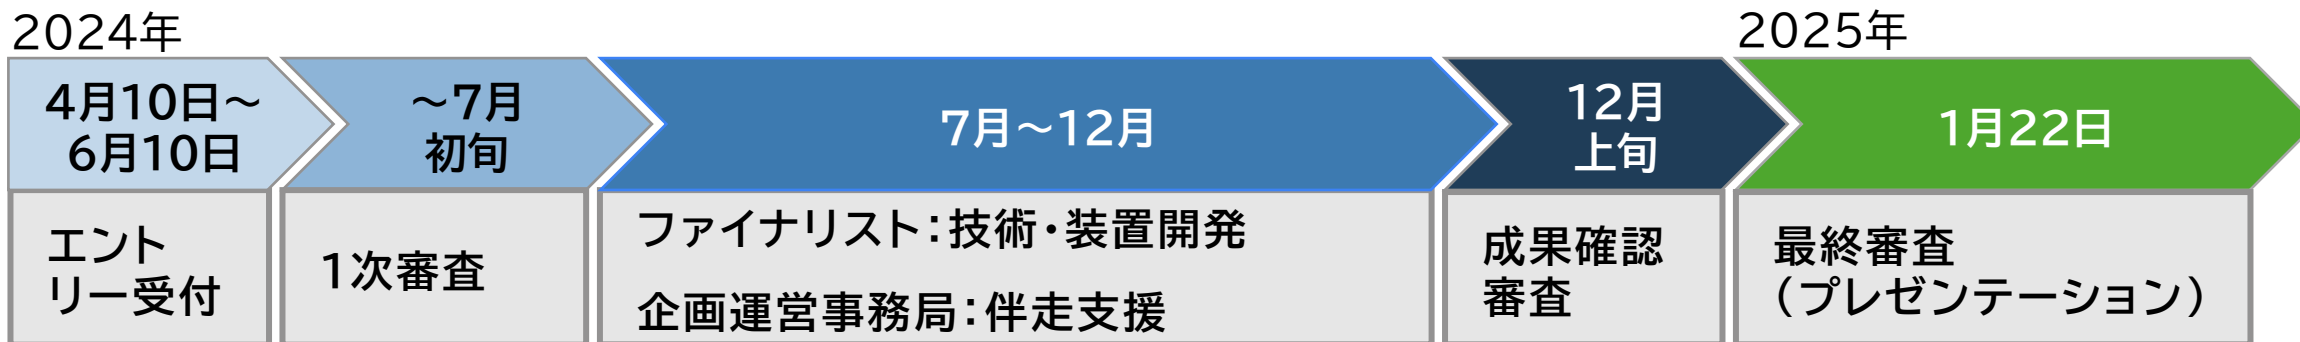 2024年
2025年
4月10日～
6月10日
～7月
初旬
7月～12月
12月
上旬
1月22日
エント
リー受付
1次審査
ファイナリスト：技術・装置開発
企画運営事務局：伴走支援
成果確認
審査
最終審査
（プレゼンテーション）